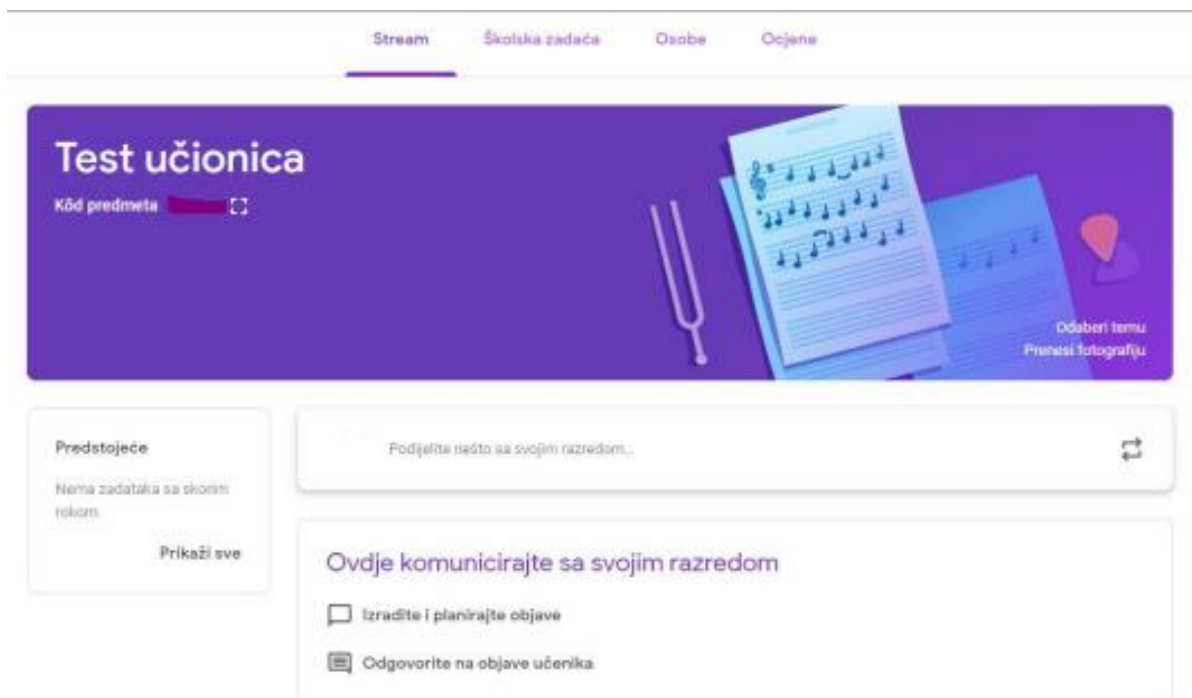 Stream Školska zadaća Osobe Ocjene
Test učionica
Kôd predmeta
Odaberi temu
Prenesi fotografiju
Predstojeće
Nema zadataka sa skorim
rokom
Prikaži sve
Podijelite nešto sa svojim razredom...
Ovdje komunicirajte sa svojim razredom
Izradite i planirajte objave
Odgovorite na objave učenika